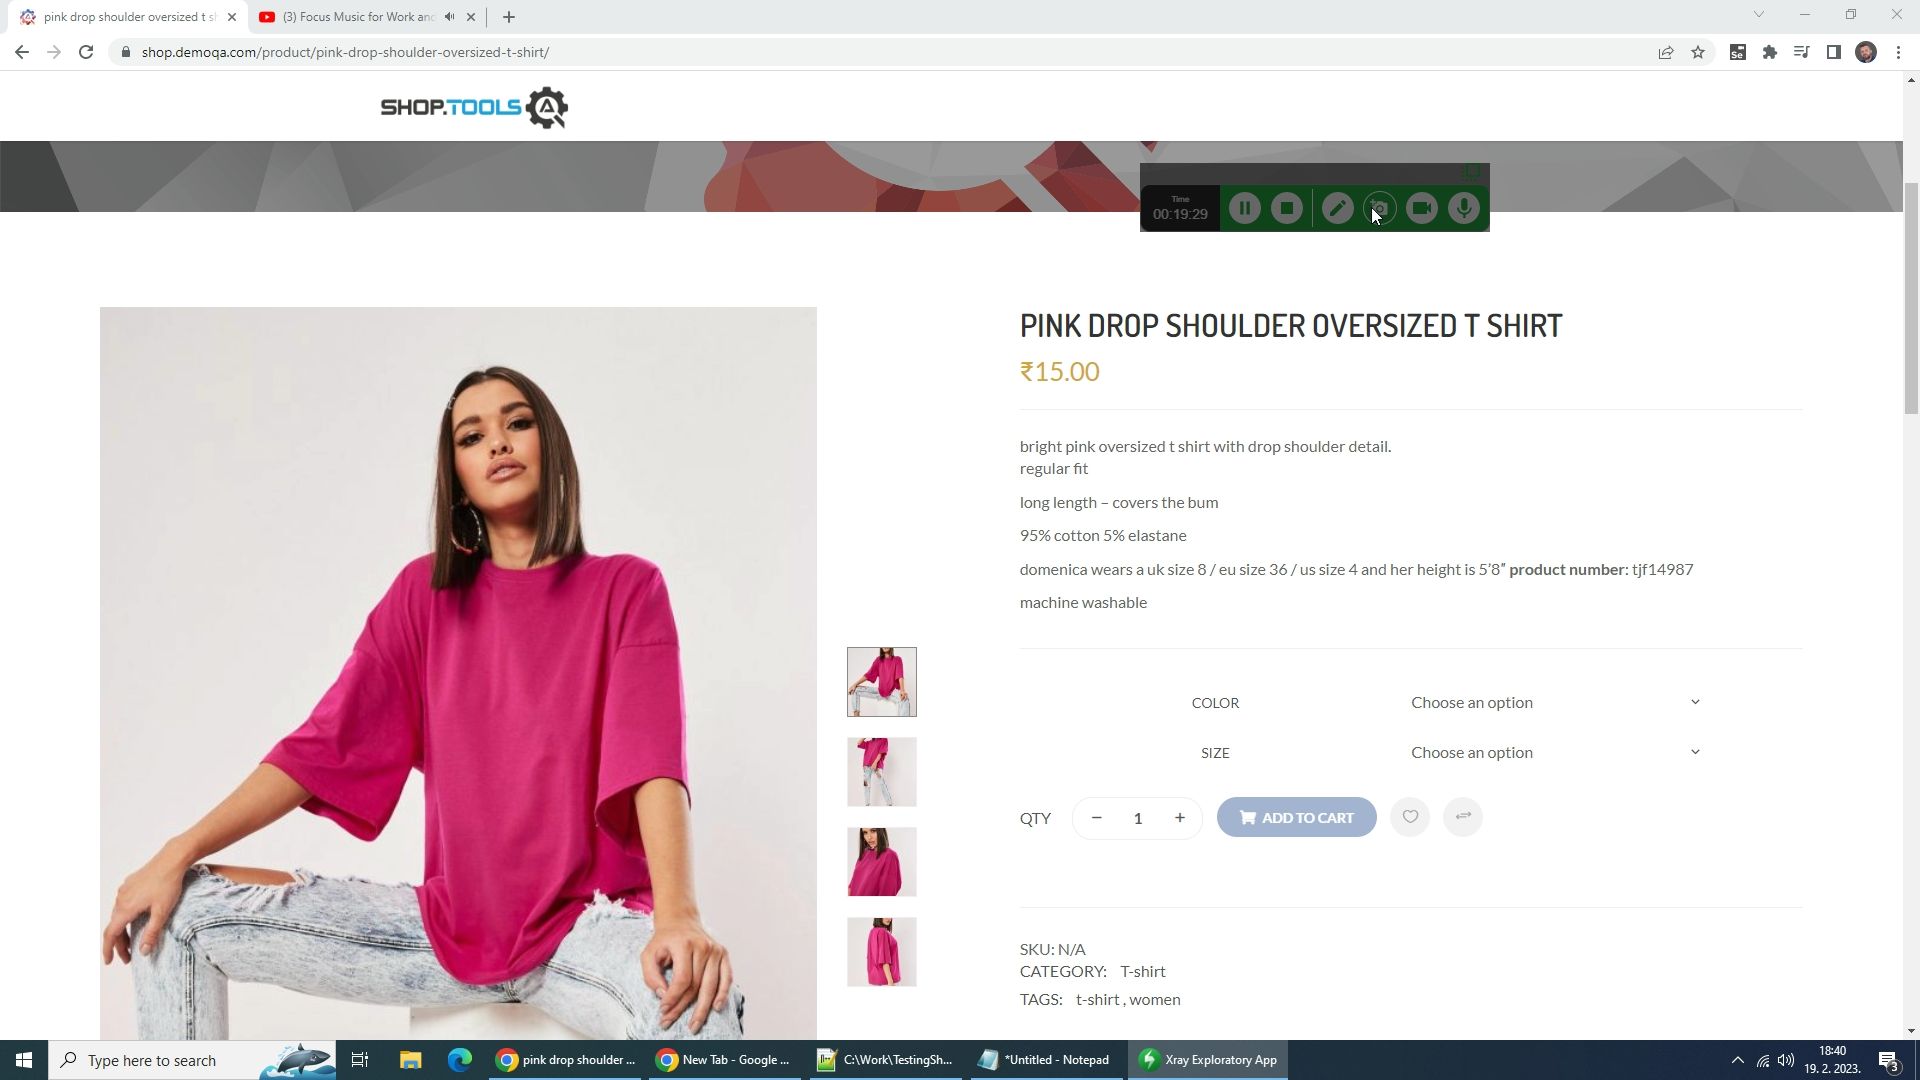 pink drop shoulder oversized t sh
(3) Focus Music for Work and
shop.demoqa.com/product/pink-drop-shoulder-oversized-t-shirt/
Se
SHOP.TOOLS
Time
00:19:29
PINK DROP SHOULDER OVERSIZED T SHIRT
₹15.00
bright pink oversized t shirt with drop shoulder detail.
regular fit
long length – covers the bum
95% cotton 5% elastane
domenica wears a uk size 8 / eu size 36 / us size 4 and her height is 5’8” product number: tjf14987
machine washable
COLOR Choose an option
SIZE Choose an option
QTY − 1 + ADD TO CART
SKU: N/A
CATEGORY: T-shirt
TAGS: t-shirt , women
Type here to search
pink drop shoulder ...
New Tab - Google ...
C:\Work\TestingSh...
*Untitled - Notepad
Xray Exploratory App
18:40
19. 2. 2023.
3